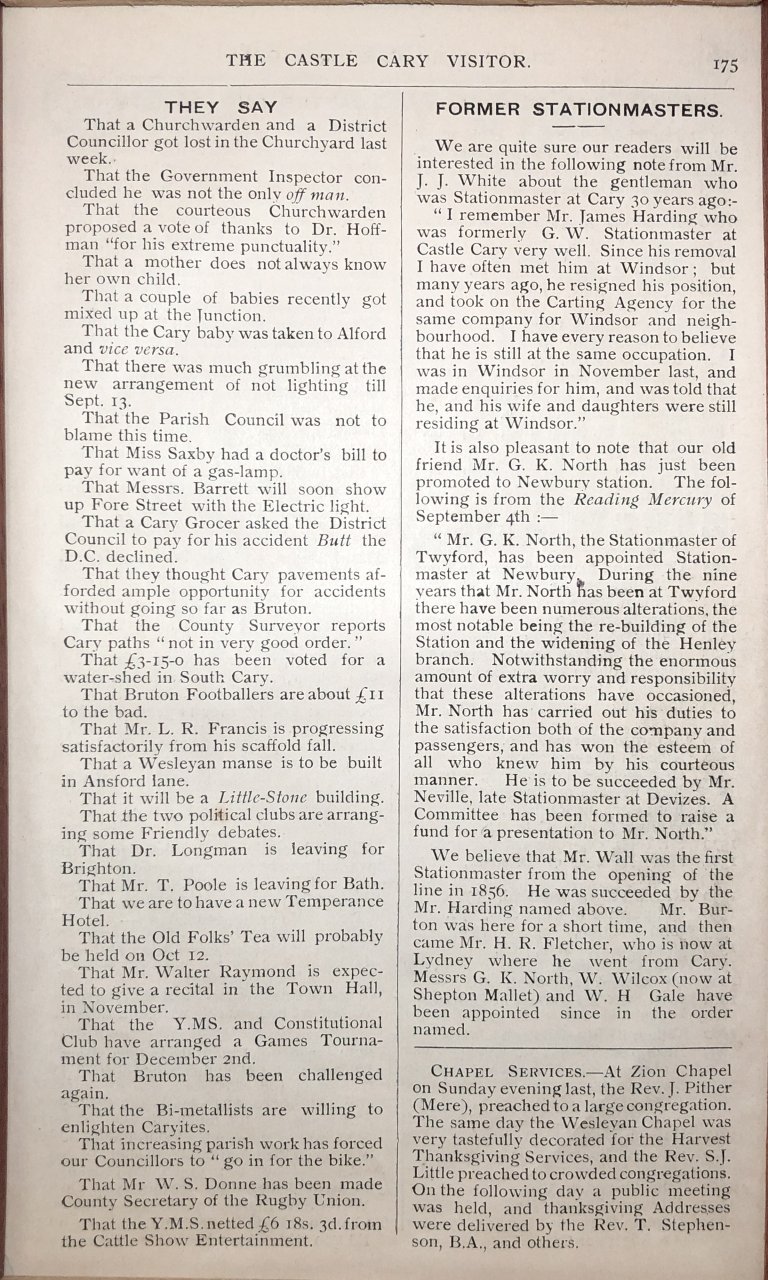 THE CASTLE CARY VISITOR. 175
THEY SAY
That a Churchwarden and a District
Councillor got lost in the Churchyard last
week.
That the Government Inspector con-
cluded he was not the only off man.
That the courteous Churchwarden
proposed a vote of thanks to Dr. Hoff-
man "for his extreme punctuality."
That a mother does not always know
her own child.
That a couple of babies recently got
mixed up at the Junction.
That the Cary baby was taken to Alford
and vice versa.
That there was much grumbling at the
new arrangement of not lighting till
Sept. 13.
That the Parish Council was not to
blame this time.
That Miss Saxby had a doctor's bill to
pay for want of a gas-lamp.
That Messrs. Barrett will soon show
up Fore Street with the Electric light.
That a Cary Grocer asked the District
Council to pay for his accident Butt the
D.C. declined.
That they thought Cary pavements af-
forded ample opportunity for accidents
without going so far as Bruton.
That the County Surveyor reports
Cary paths "not in very good order."
That £3-15-0 has been voted for a
water-shed in South Cary.
That Bruton Footballers are about £11
to the bad.
That Mr. L. R. Francis is progressing
satisfactorily from his scaffold fall.
That a Wesleyan manse is to be built
in Ansford lane.
That it will be a Little-Stone building.
That the two political clubs are arrang-
ing some Friendly debates.
That Dr. Longman is leaving for
Brighton.
That Mr. T. Poole is leaving for Bath.
That we are to have a new Temperance
Hotel.
That the Old Folks' Tea will probably
be held on Oct 12.
That Mr. Walter Raymond is expec-
ted to give a recital in the Town Hall,
in November.
That the Y.MS. and Constitutional
Club have arranged a Games Tourna-
ment for December 2nd.
That Bruton has been challenged
again.
That the Bi-metallists are willing to
enlighten Caryites.
That increasing parish work has forced
our Councillors to "go in for the bike."
That Mr W. S. Donne has been made
County Secretary of the Rugby Union.
That the Y.M.S. netted £6 18s. 3d. from
the Cattle Show Entertainment.
FORMER STATIONMASTERS.
We are quite sure our readers will be
interested in the following note from Mr.
J. J. White about the gentleman who
was Stationmaster at Cary 30 years ago:-
"I remember Mr. James Harding who
was formerly G. W. Stationmaster at
Castle Cary very well. Since his removal
I have often met him at Windsor; but
many years ago, he resigned his position,
and took on the Carting Agency for the
same company for Windsor and neigh-
bourhood. I have every reason to believe
that he is still at the same occupation. I
was in Windsor in November last, and
made enquiries for him, and was told that
he, and his wife and daughters were still
residing at Windsor."
It is also pleasant to note that our old
friend Mr. G. K. North has just been
promoted to Newbury station. The fol-
lowing is from the Reading Mercury of
September 4th :—
"Mr. G. K. North, the Stationmaster of
Twyford, has been appointed Station-
master at Newbury. During the nine
years that Mr. North has been at Twyford
there have been numerous alterations, the
most notable being the re-building of the
Station and the widening of the Henley
branch. Notwithstanding the enormous
amount of extra worry and responsibility
that these alterations have occasioned,
Mr. North has carried out his duties to
the satisfaction both of the company and
passengers, and has won the esteem of
all who knew him by his courteous
manner. He is to be succeeded by Mr.
Neville, late Stationmaster at Devizes. A
Committee has been formed to raise a
fund for a presentation to Mr. North."
We believe that Mr. Wall was the first
Stationmaster from the opening of the
line in 1856. He was succeeded by the
Mr. Harding named above. Mr. Bur-
ton was here for a short time, and then
came Mr. H. R. Fletcher, who is now at
Lydney where he went from Cary.
Messrs G. K. North, W. Wilcox (now at
Shepton Mallet) and W. H Gale have
been appointed since in the order
named.
CHAPEL SERVICES.—At Zion Chapel
on Sunday evening last, the Rev. J. Pither
(Mere), preached to a large congregation.
The same day the Wesleyan Chapel was
very tastefully decorated for the Harvest
Thanksgiving Services, and the Rev. S.J.
Little preached to crowded congregations.
On the following day a public meeting
was held, and thanksgiving Addresses
were delivered by the Rev. T. Stephen-
son, B.A., and others.